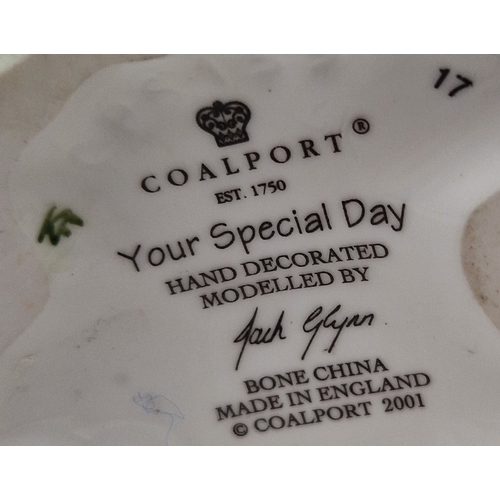 17
COALPORT®
EST. 1750
Your Special Day
HAND DECORATED
MODELLED BY
Jack Glynn
BONE CHINA
MADE IN ENGLAND
© COALPORT 2001